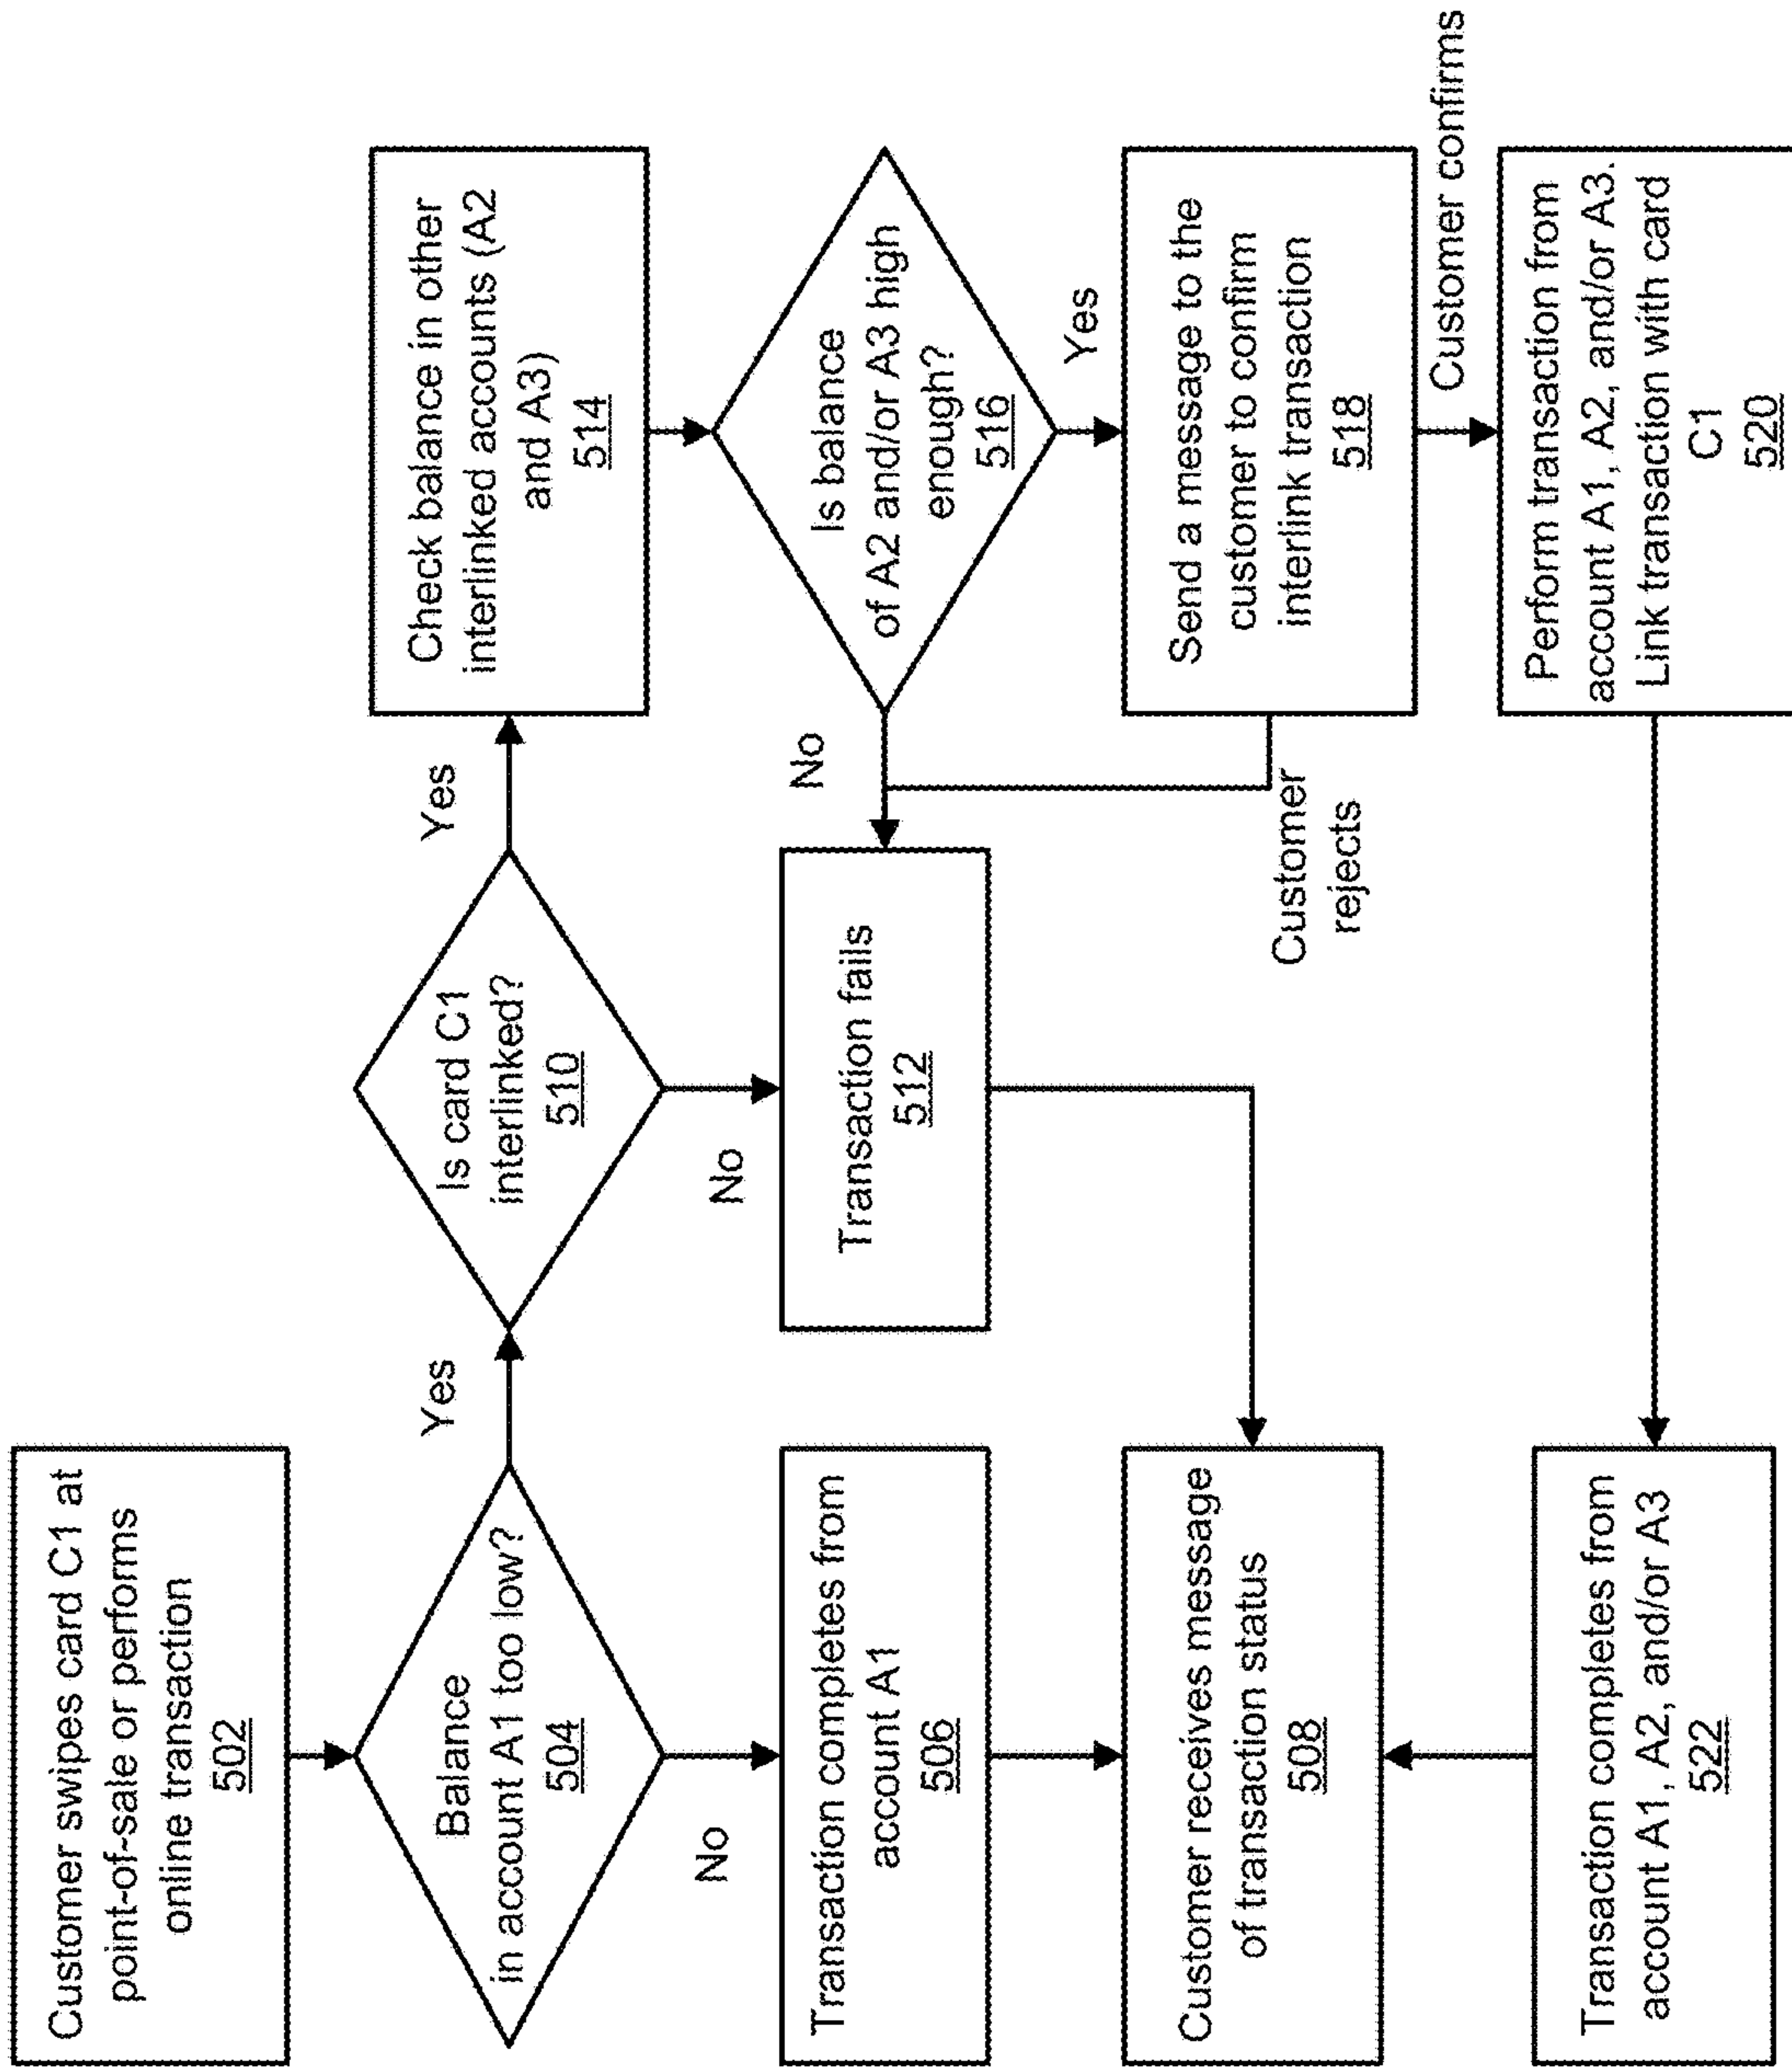 Customer swipes card C1 at
point-of-sale or performs
online transaction
502
Balance
in account A1 too low?
504
Yes
No
Transaction completes from
account A1
506
Customer receives message
of transaction status
508
Is card C1
interlinked?
510
Yes
No
Transaction fails
512
Check balance in other
interlinked accounts (A2
and A3)
514
Is balance
of A2 and/or A3 high
enough?
516
No
Yes
Send a message to the
customer to confirm
interlink transaction
518
Customer
rejects
Customer confirms
Perform transaction from
account A1, A2, and/or A3.
Link transaction with card
C1
520
Transaction completes from
account A1, A2, and/or A3
522